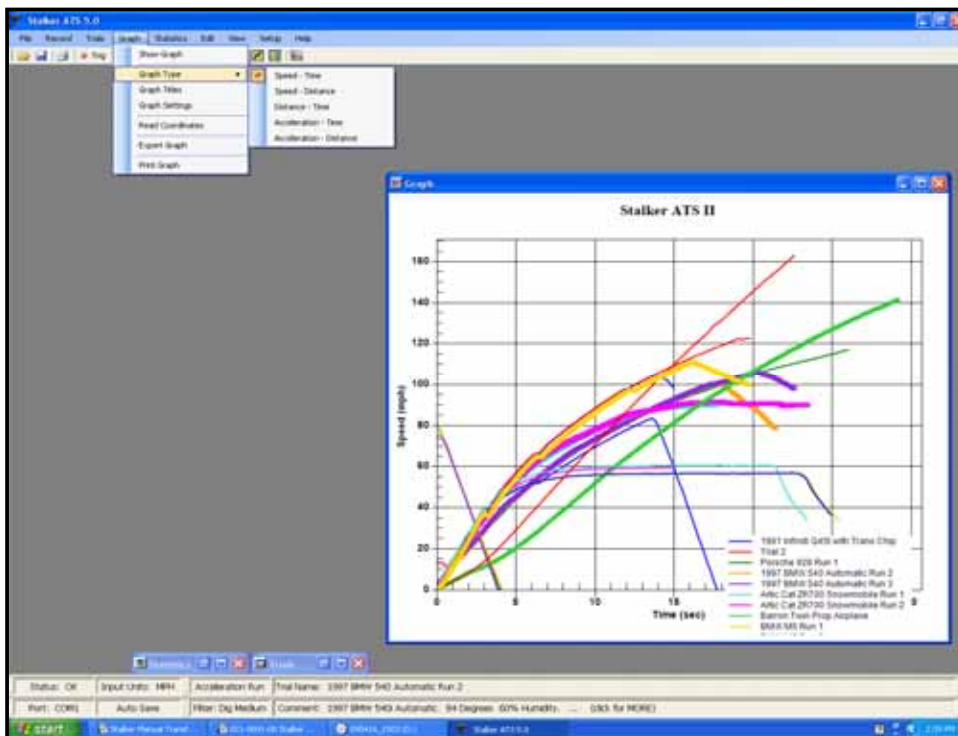 Stalker ATS 5.0
File Record Trials Graph Statistics Edit View Setup Help
Trig
Show Graph
Graph Type
Graph Titles
Graph Settings
Read Coordinates
Export Graph
Print Graph
Speed - Time
Speed - Distance
Distance - Time
Acceleration - Time
Acceleration - Distance
Graph
Stalker ATS II
Speed (mph)
160
140
120
100
80
60
40
20
0
0 5 10 15
Time (sec)
1991 Infiniti Q45 with Trans Chip
Trial 2
Porsche 928 Run 1
1997 BMW 540 Automatic Run 2
1997 BMW 540 Automatic Run 3
Artic Cat ZR700 Snowmobile Run 1
Artic Cat ZR700 Snowmobile Run 2
Barron Twin Prop Airplane
BMW M5 Run 1
Statistics
Trials
Status: OK Input Units: MPH Acceleration Run Trial Name: 1997 BMW 540 Automatic Run 2
Port: COM1 Auto Save Filter: Dig Medium Comment: 1997 BMW 540 Automatic. 94 Degrees 60% Humidity. ... (click for MORE)
start
Stalker ATS 5.0